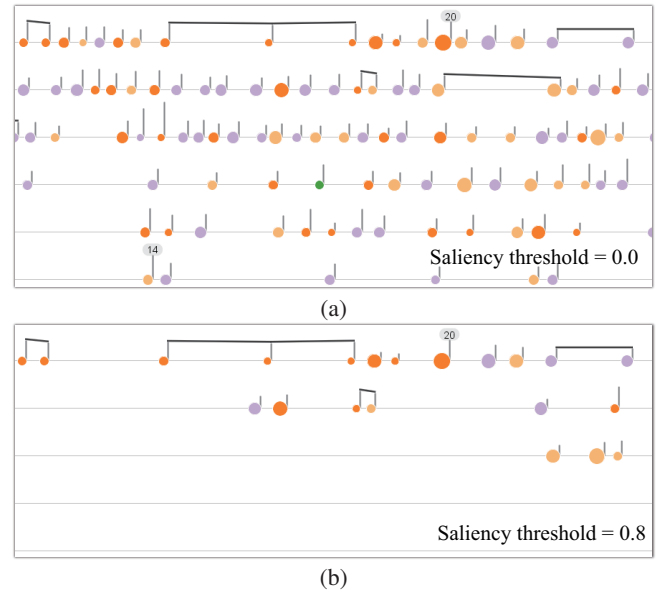 20
14
Saliency threshold = 0.0
(a)
20
Saliency threshold = 0.8
(b)